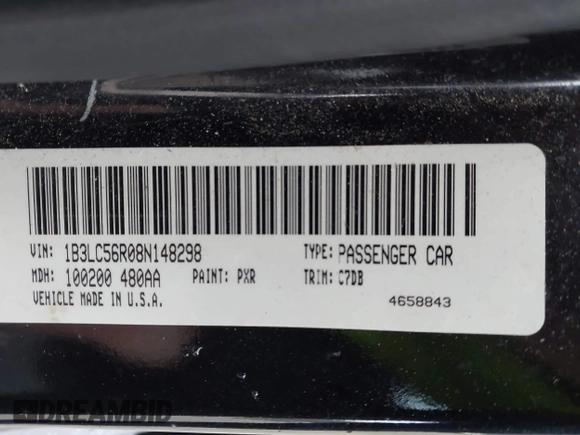 VIN: 1B3LC56R08N148298 TYPE: PASSENGER CAR
MDH: 100200 480AA PAINT: PXR TRIM: C7DB
VEHICLE MADE IN U.S.A. 4658843
DREAMBID